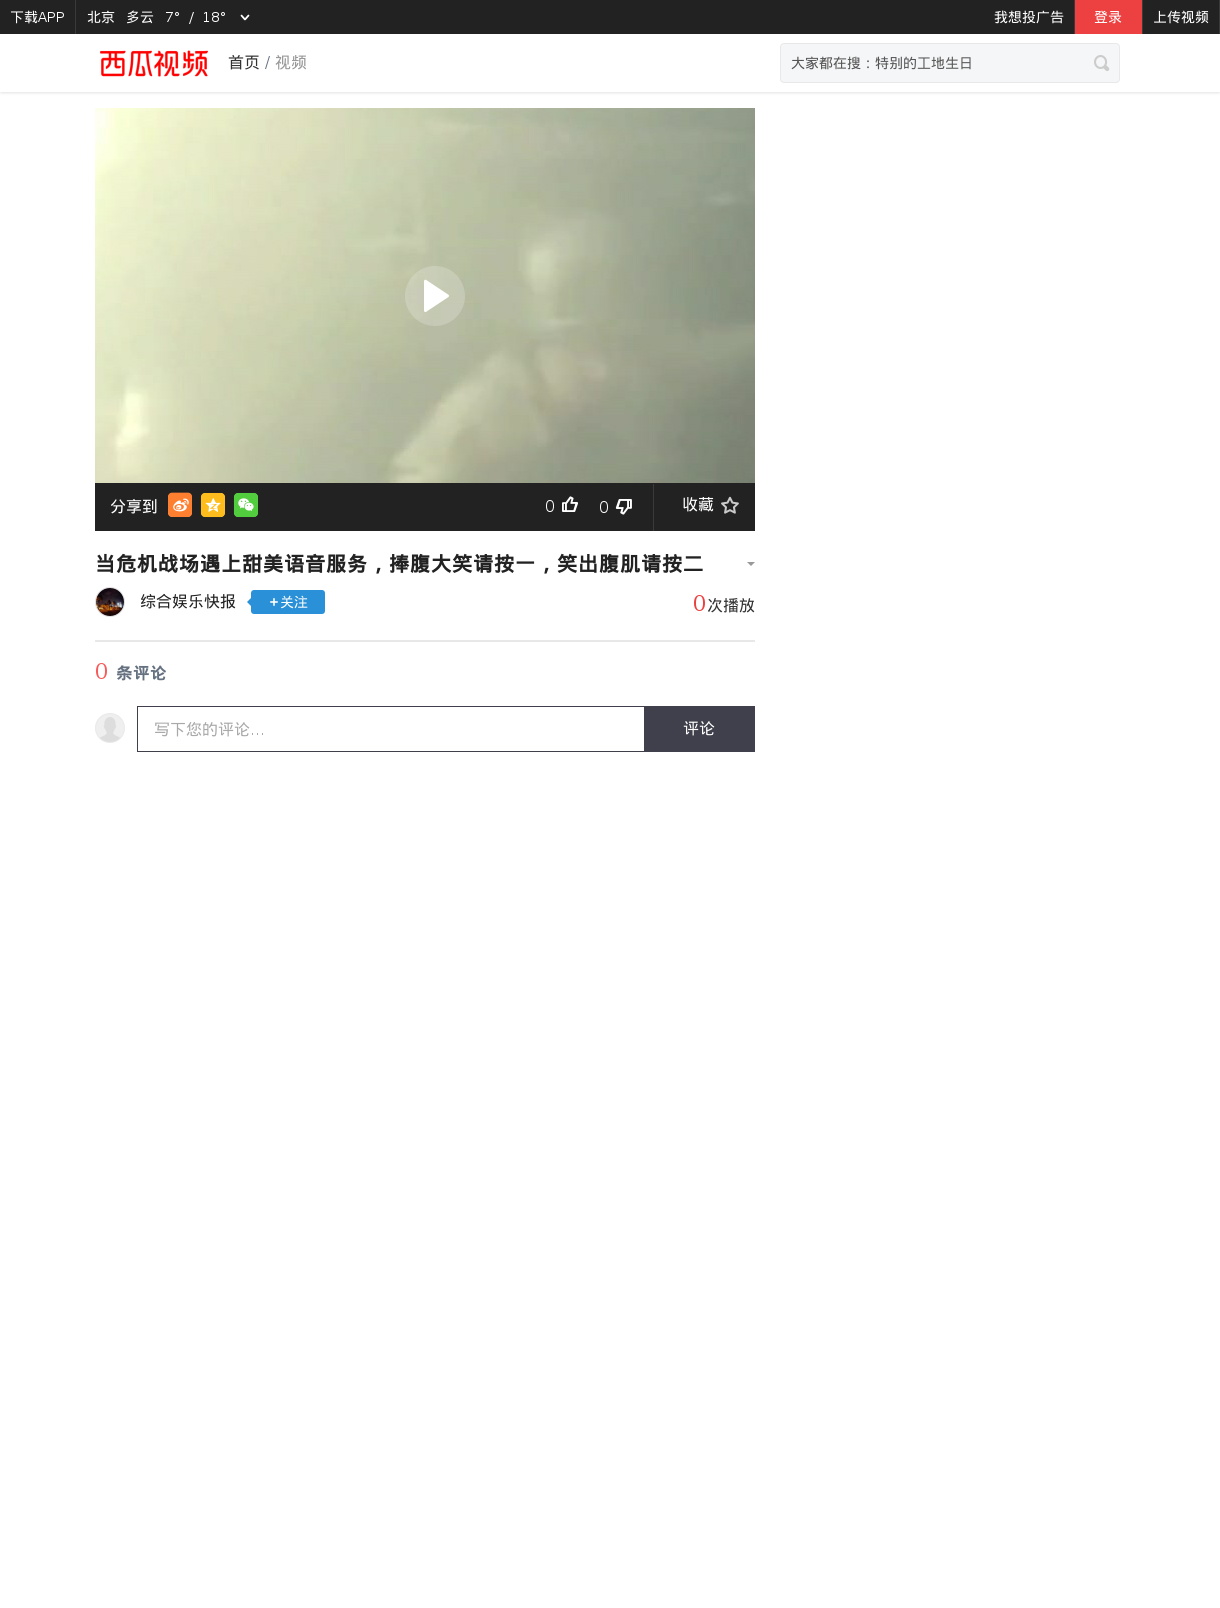 下载APP 北京 多云 7° / 18° 我想投广告 登录 上传视频
西瓜视频 首页 / 视频 大家都在搜：特别的工地生日
分享到 0 0 收藏
当危机战场遇上甜美语音服务，捧腹大笑请按一，笑出腹肌请按二
综合娱乐快报 +关注 0次播放
0 条评论
写下您的评论... 评论